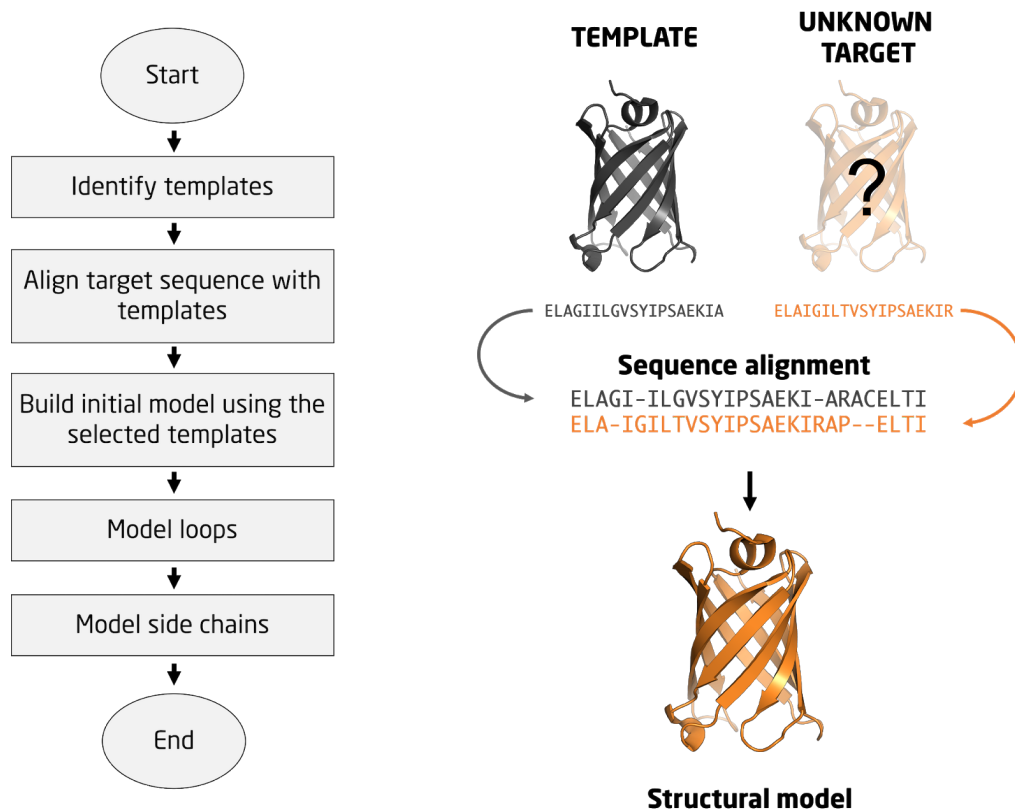 Start
Identify templates
Align target sequence with
templates
Build initial model using the
selected templates
Model loops
Model side chains
End
TEMPLATE
UNKNOWN
TARGET
?
ELAGIILGVSYIPSAEKIA
ELAIGILTVSYIPSAEKIR
Sequence alignment
ELAGI-ILGVSYIPSAEKI-ARACELTI
ELA-IGILTVSYIPSAEKIRAP--ELTI
Structural model